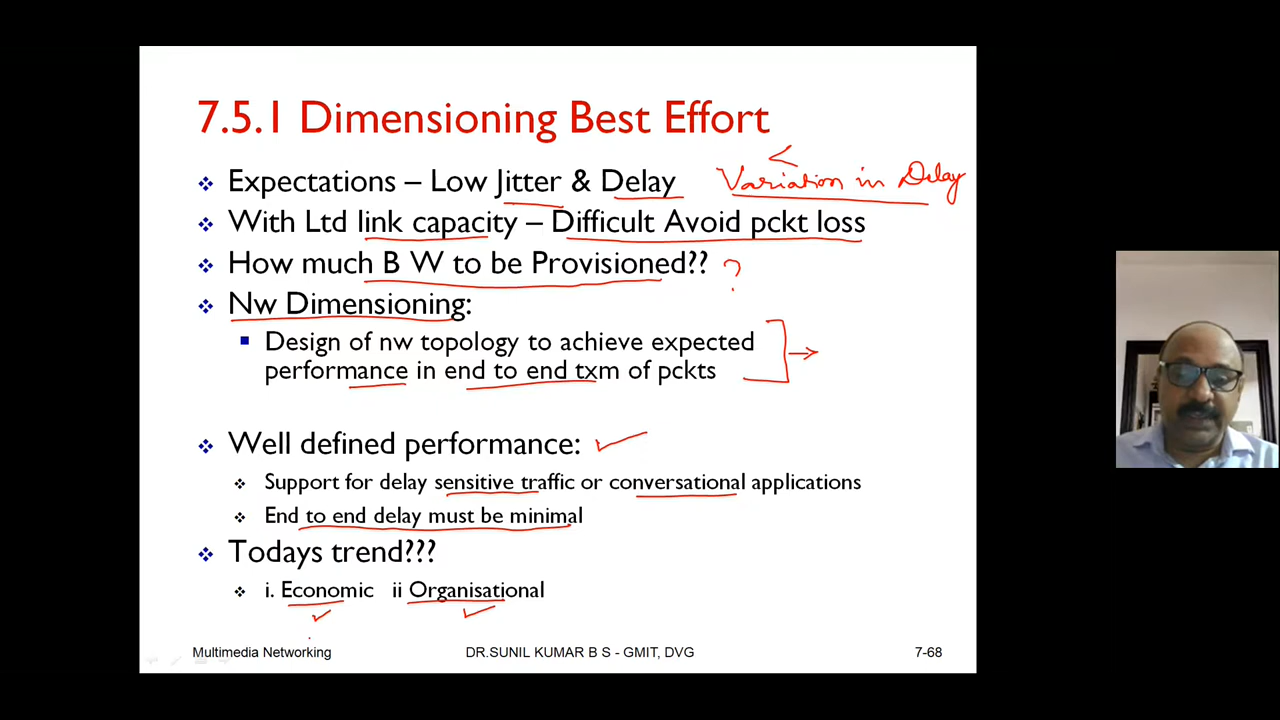 7.5.1 Dimensioning Best Effort
Expectations – Low Jitter & Delay
< Variation in Delay
With Ltd link capacity – Difficult Avoid pckt loss
How much B W to be Provisioned?? ?
Nw Dimensioning:
Design of nw topology to achieve expected
performance in end to end txm of pckts
Well defined performance:
Support for delay sensitive traffic or conversational applications
End to end delay must be minimal
Todays trend???
i. Economic ii Organisational
Multimedia Networking DR.SUNIL KUMAR B S - GMIT, DVG 7-68